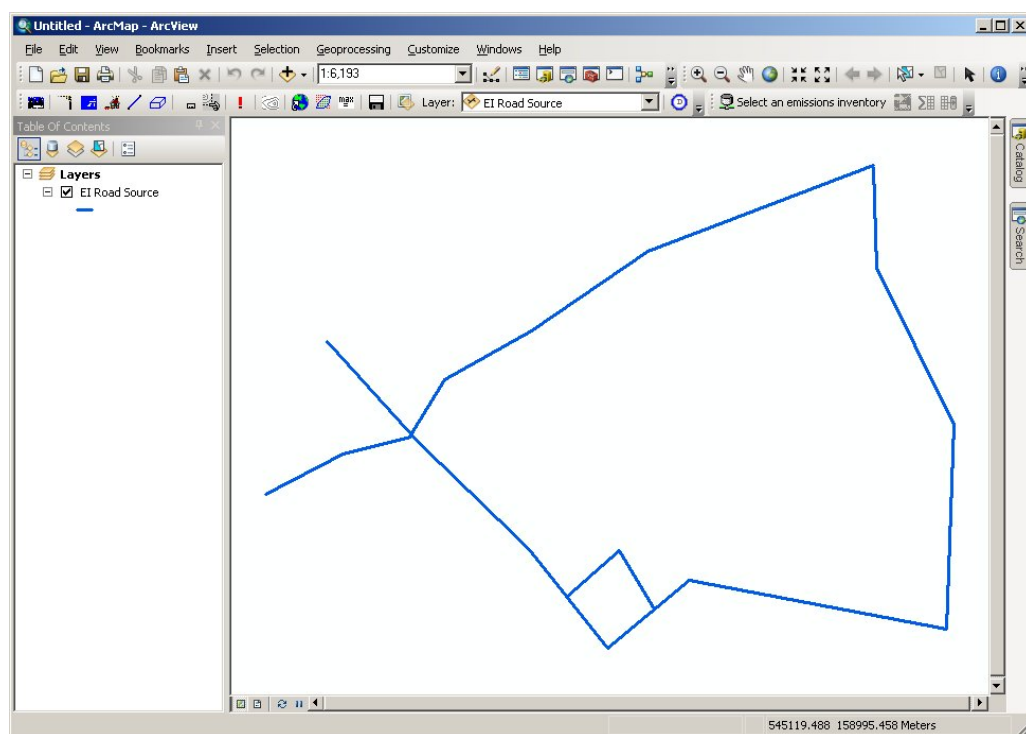 Untitled - ArcMap - ArcView
File Edit View Bookmarks Insert Selection Geoprocessing Customize Windows Help
1:6,193
Layer: EI Road Source Select an emissions inventory
Table Of Contents
Layers
EI Road Source
Catalog
Search
545119.488 158995.458 Meters